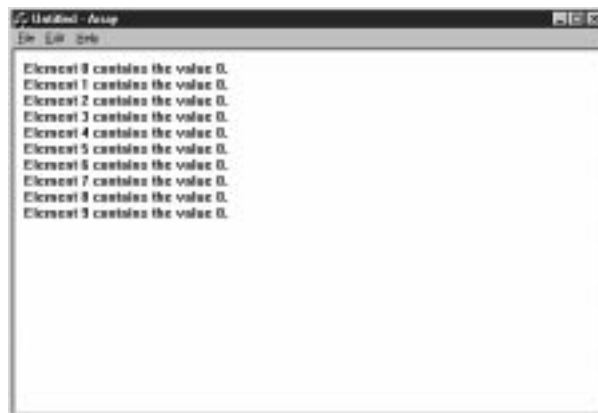 Untitled - Array
File Edit Help
Element 0 contains the value 0.
Element 1 contains the value 0.
Element 2 contains the value 0.
Element 3 contains the value 0.
Element 4 contains the value 0.
Element 5 contains the value 0.
Element 6 contains the value 0.
Element 7 contains the value 0.
Element 8 contains the value 0.
Element 9 contains the value 0.